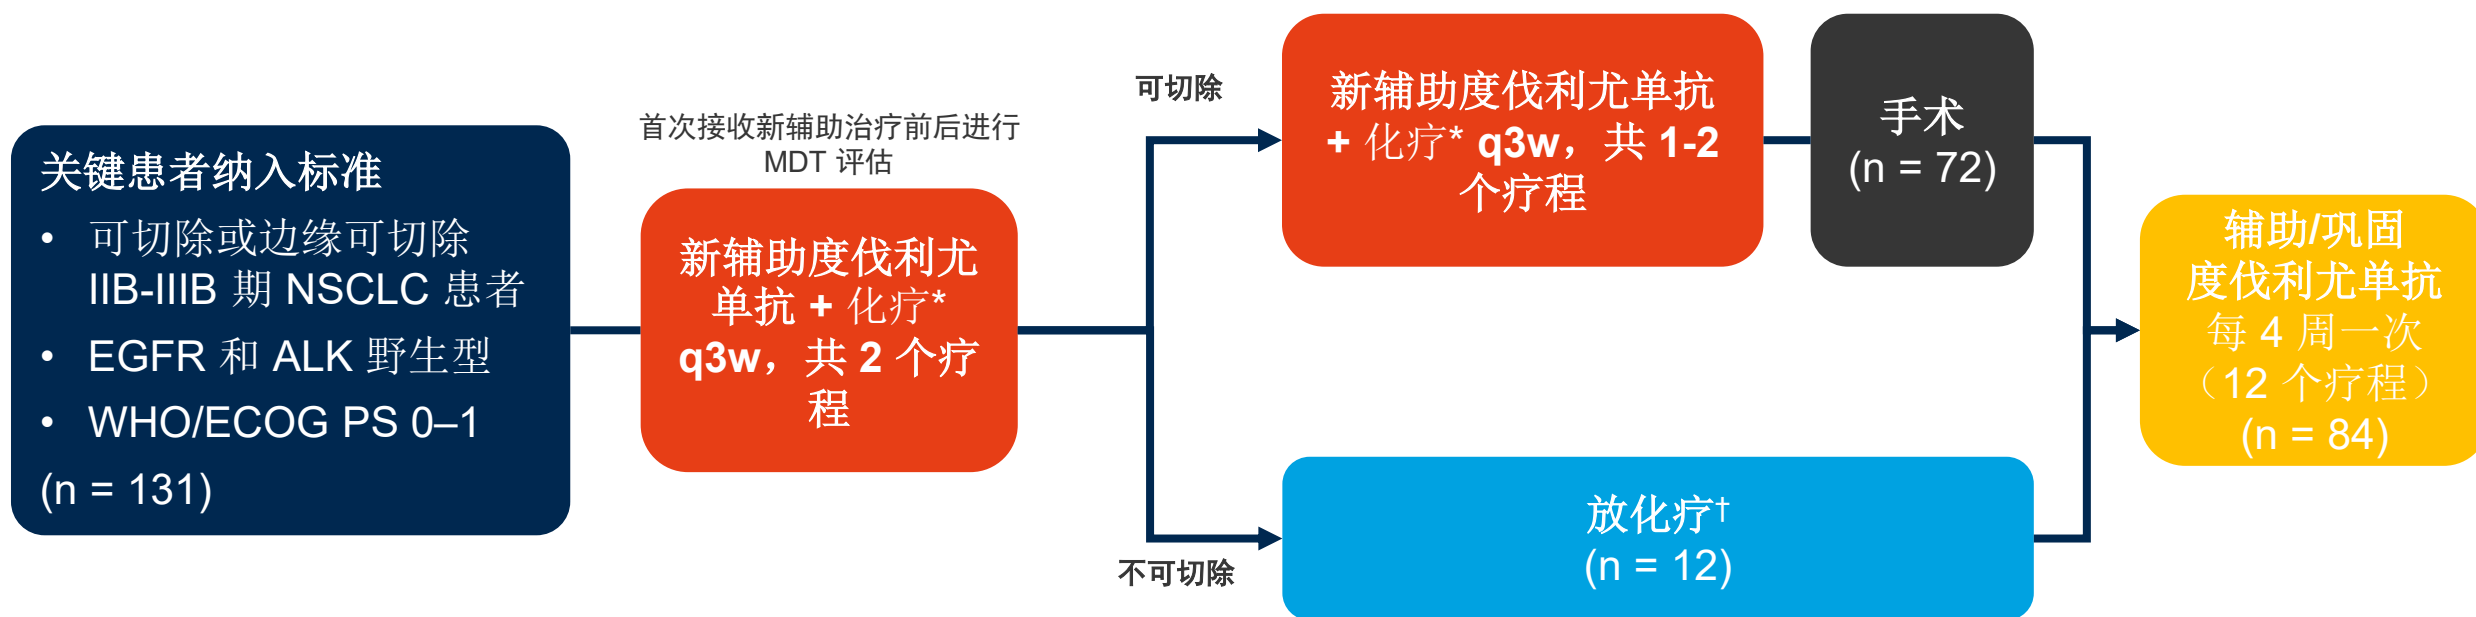 关键患者纳入标准
• 可切除或边缘可切除
IIB-IIIB 期 NSCLC 患者
• EGFR 和 ALK 野生型
• WHO/ECOG PS 0–1
(n = 131)
首次接收新辅助治疗前后进行
MDT 评估
新辅助度伐利尤
单抗 + 化疗*
q3w，共 2 个疗
程
可切除
新辅助度伐利尤单抗
+ 化疗* q3w，共 1-2
个疗程
手术
(n = 72)
不可切除
放化疗†
(n = 12)
辅助/巩固
度伐利尤单抗
每 4 周一次
（12 个疗程）
(n = 84)